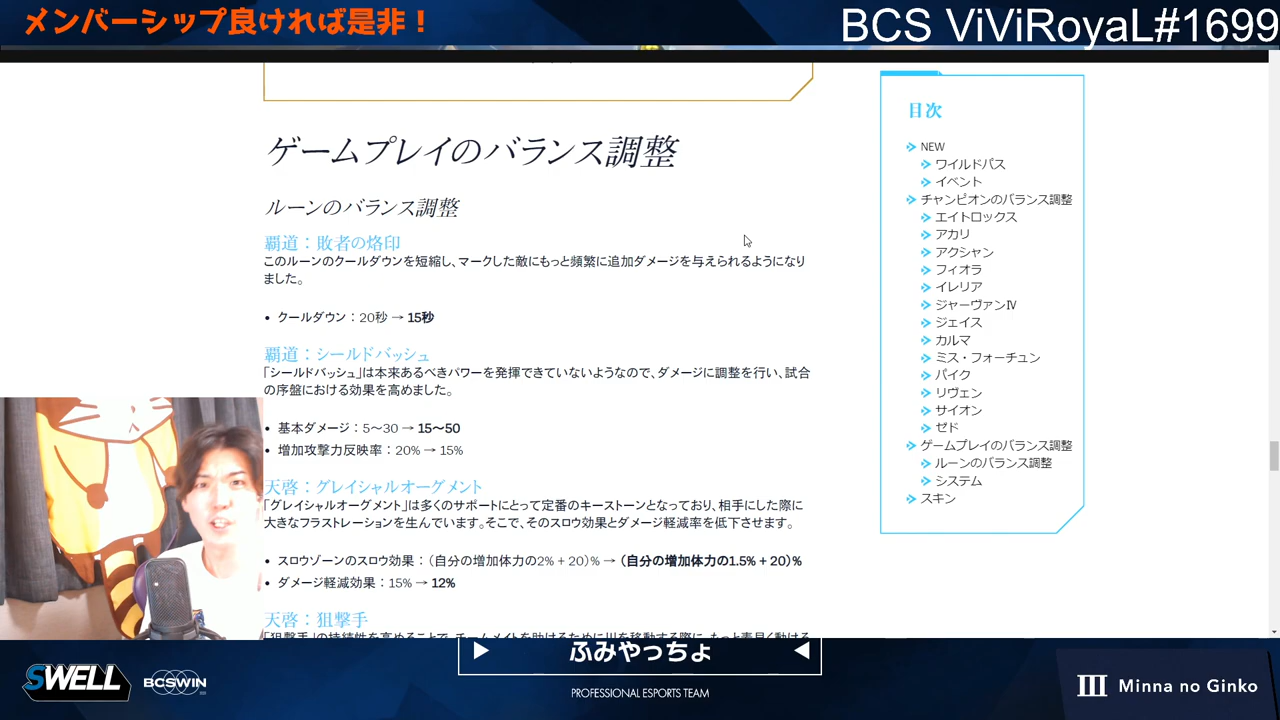 メンバーシップ良ければ是非！
BCS ViViRoyaL#1699
ゲームプレイのバランス調整
ルーンのバランス調整
覇道：敗者の烙印
このルーンのクールダウンを短縮し、マークした敵にもっと頻繁に追加ダメージを与えられるようになり
ました。
• クールダウン：20秒 → 15秒
覇道：シールドバッシュ
「シールドバッシュ」は本来あるべきパワーを発揮できていないようなので、ダメージに調整を行い、試合
の序盤における効果を高めました。
• 基本ダメージ：5～30 → 15～50
• 増加攻撃力反映率：20% → 15%
天啓：グレイシャルオーグメント
「グレイシャルオーグメント」は多くのサポートにとって定番のキーストーンとなっており、相手にした際に
大きなフラストレーションを生んでいます。そこで、そのスロウ効果とダメージ軽減率を低下させます。
• スロウゾーンのスロウ効果：（自分の増加体力の2% + 20）% → （自分の増加体力の1.5% + 20）%
• ダメージ軽減効果：15% → 12%
天啓：狙撃手
目次
NEW
ワイルドパス
イベント
チャンピオンのバランス調整
エイトロックス
アカリ
アクシャン
フィオラ
イレリア
ジャーヴァンⅣ
ジェイス
カルマ
ミス・フォーチュン
パイク
リヴェン
サイオン
ゼド
ゲームプレイのバランス調整
ルーンのバランス調整
システム
スキン
ふみやっちょ
PROFESSIONAL ESPORTS TEAM
SWELL
BCSWIN
Minna no Ginko